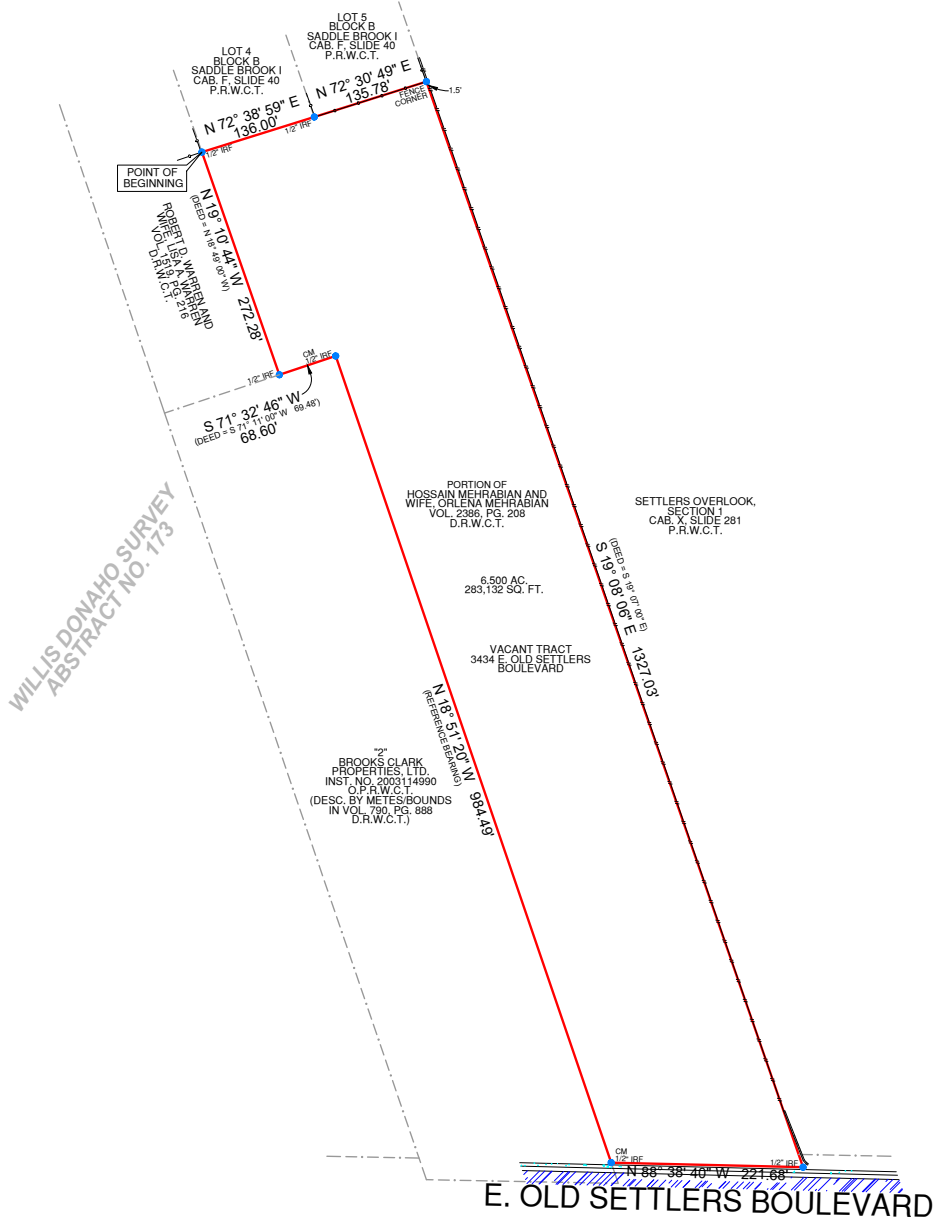 LOT 4
BLOCK B
SADDLE BROOK I
CAB. F, SLIDE 40
P.R.W.C.T.
LOT 5
BLOCK B
SADDLE BROOK I
CAB. F, SLIDE 40
P.R.W.C.T.
N 72° 38' 59" E
136.00'
N 72° 30' 49" E
135.78'
FENCE
CORNER
1.5'
1/2" IRF
1/2" IRF
POINT OF
BEGINNING
N 19° 10' 44" W 272.28'
(DEED = N 18° 49' 00" W)
ROBERT D. WARREN AND
WIFE, LISA A. WARREN
VOL. 1519, PG. 216
D.R.W.C.T.
CM
1/2" IRF
1/2" IRF
S 71° 32' 46" W
(DEED = S 71° 11' 00" W 69.48')
68.60'
WILLIS DONAHO SURVEY
ABSTRACT NO. 173
PORTION OF
HOSSAIN MEHRABIAN AND
WIFE, ORLENA MEHRABIAN
VOL. 2386, PG. 208
D.R.W.C.T.
SETTLERS OVERLOOK,
SECTION 1
CAB. X, SLIDE 281
P.R.W.C.T.
(DEED = S 19° 07' 00" E)
S 19° 08' 06" E 1327.03'
6.500 AC.
283,132 SQ. FT.
VACANT TRACT
3434 E. OLD SETTLERS
BOULEVARD
N 18° 51' 20" W 984.49'
(REFERENCE BEARING)
"2"
BROOKS CLARK
PROPERTIES, LTD.
INST. NO. 2003114990
O.P.R.W.C.T.
(DESC. BY METES/BOUNDS
IN VOL. 790, PG. 888
D.R.W.C.T.)
CM
1/2" IRF
1/2" IRF
N 88° 38' 40" W 221.68'
E. OLD SETTLERS BOULEVARD